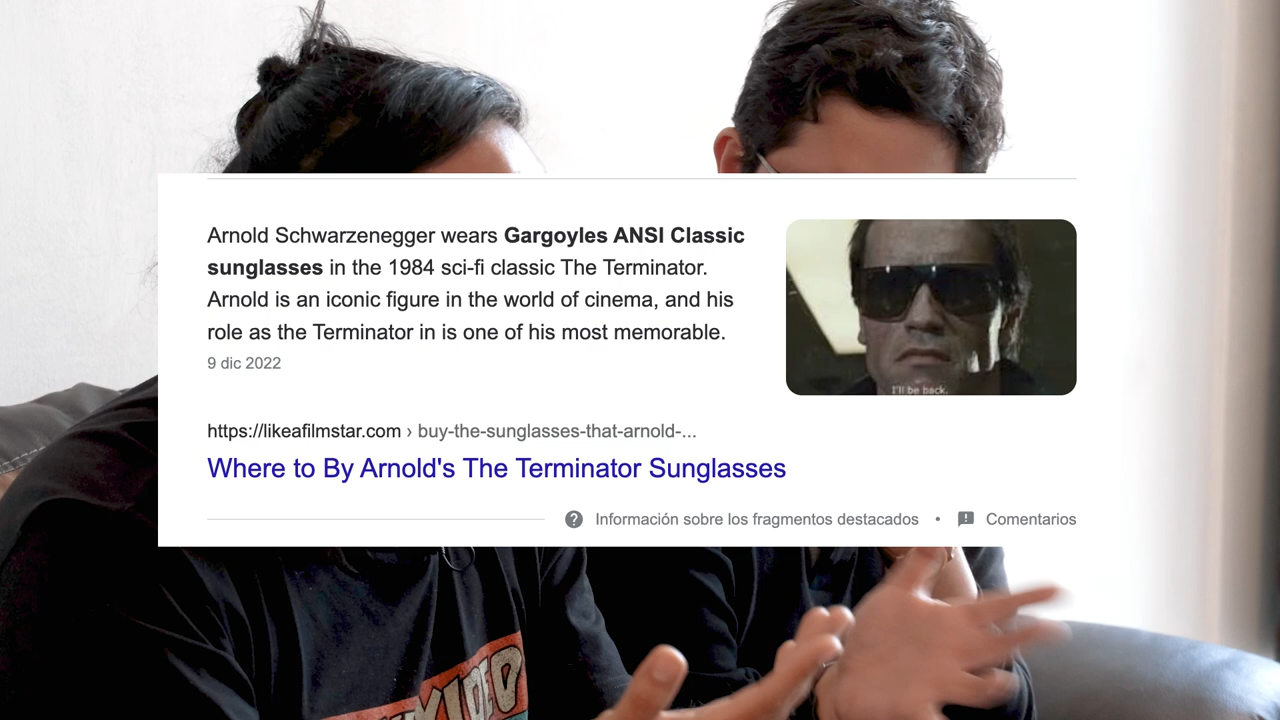 Arnold Schwarzenegger wears Gargoyles ANSI Classic
sunglasses in the 1984 sci-fi classic The Terminator.
Arnold is an iconic figure in the world of cinema, and his
role as the Terminator in is one of his most memorable.
9 dic 2022
I'll be back.
https://likeafilmstar.com › buy-the-sunglasses-that-arnold-...
Where to By Arnold's The Terminator Sunglasses
Información sobre los fragmentos destacados • Comentarios